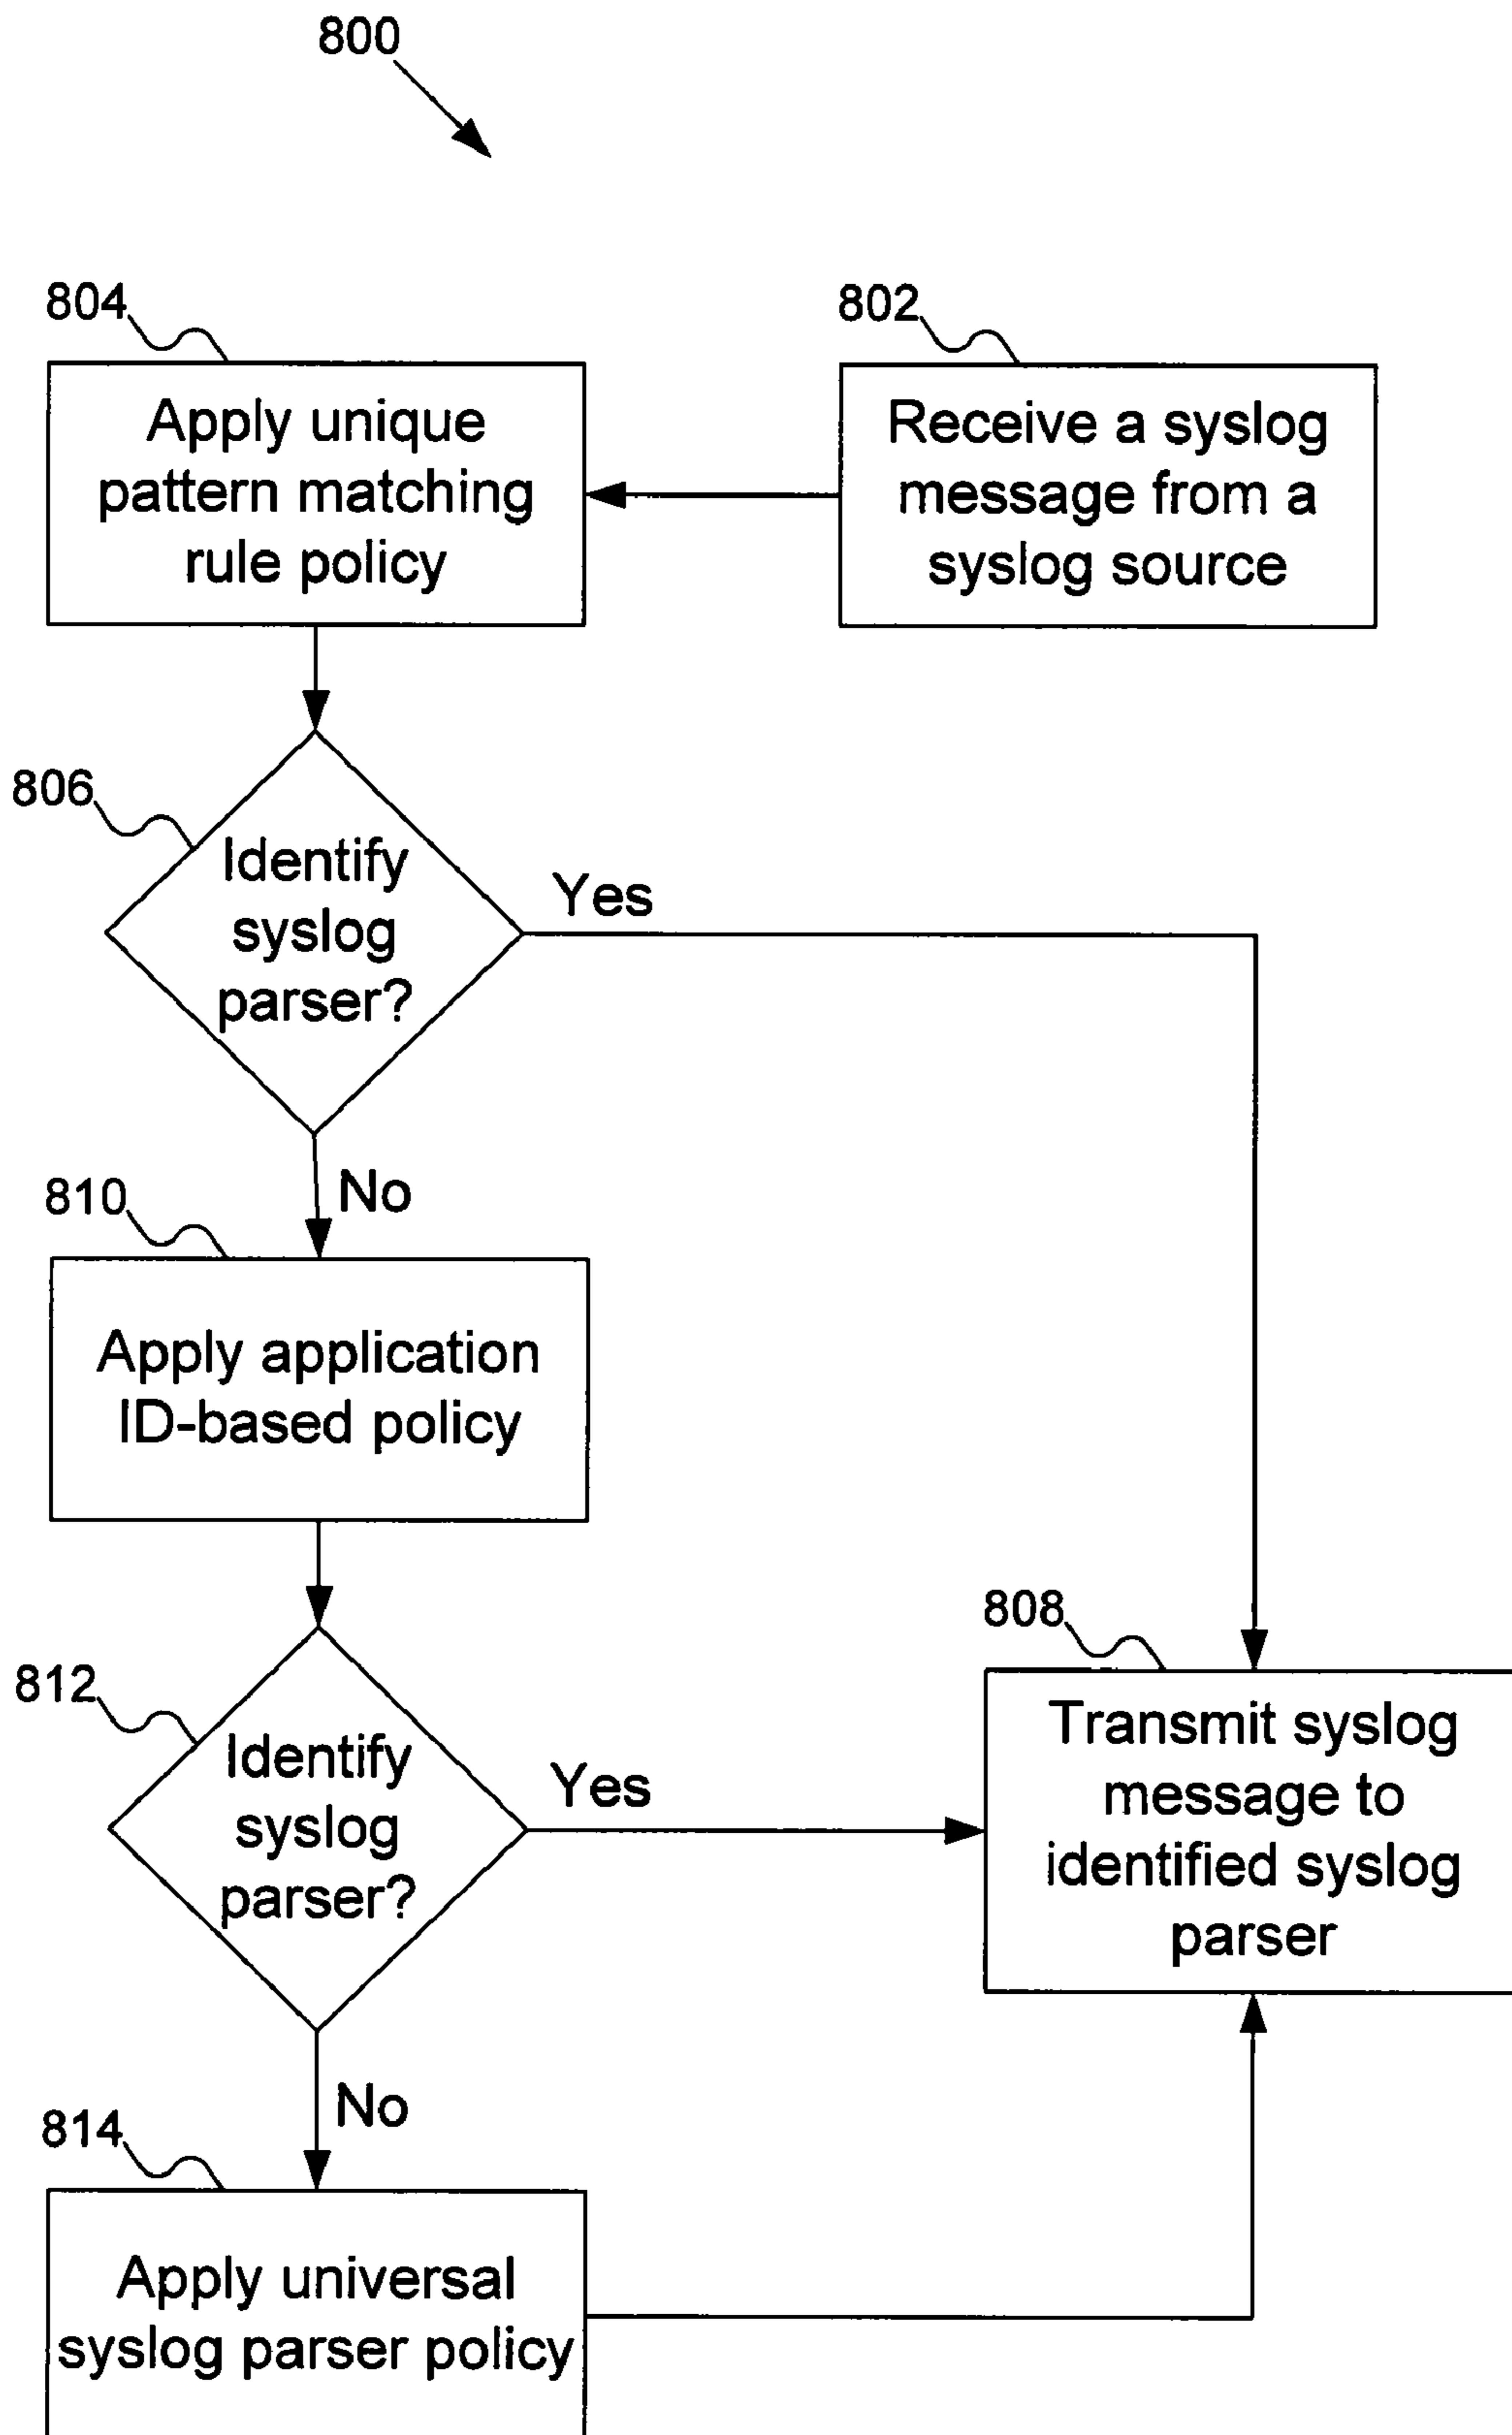 800
804
Apply unique
pattern matching
rule policy
802
Receive a syslog
message from a
syslog source
806
Identify
syslog
parser?
Yes
No
810
Apply application
ID-based policy
812
Identify
syslog
parser?
Yes
808
Transmit syslog
message to
identified syslog
parser
No
814
Apply universal
syslog parser policy